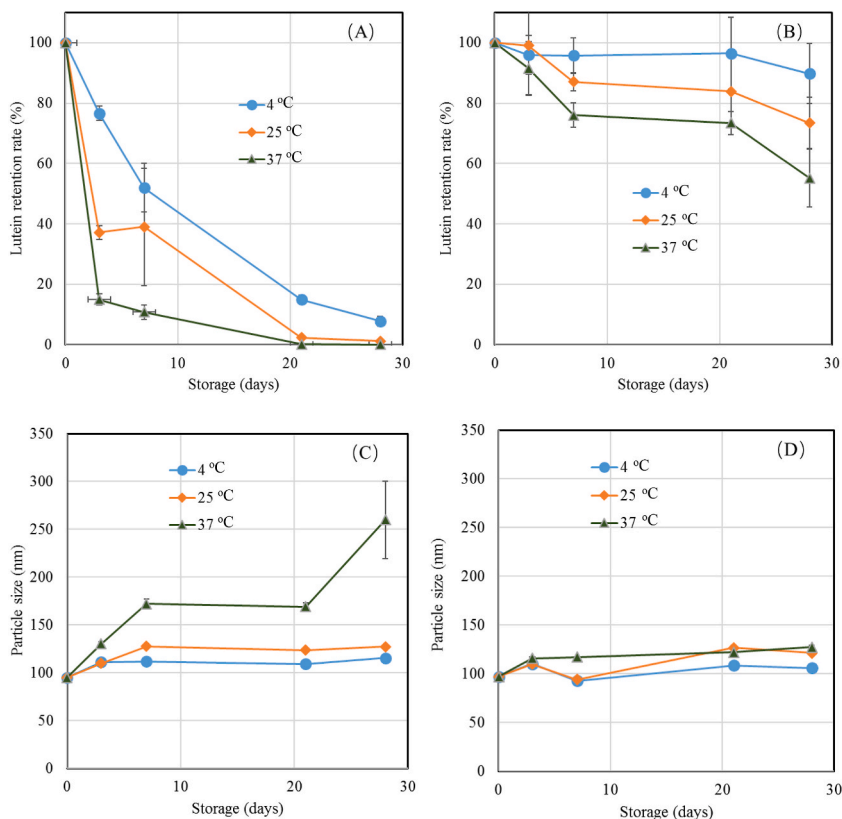 (A)
100
80
60
40
20
0
Lutein retention rate (%)
4 ºC
25 ºC
37 ºC
0 10 20 30
Storage (days)
(B)
100
80
60
40
20
0
Lutein retention rate (%)
4 ºC
25 ºC
37 ºC
0 10 20 30
Storage (days)
(C)
350
300
250
200
150
100
50
0
Particle size (nm)
4 ºC
25 ºC
37 ºC
0 10 20 30
Storage (days)
(D)
350
300
250
200
150
100
50
0
Particle size (nm)
4 ºC
25 ºC
37 ºC
0 10 20 30
Storage (days)